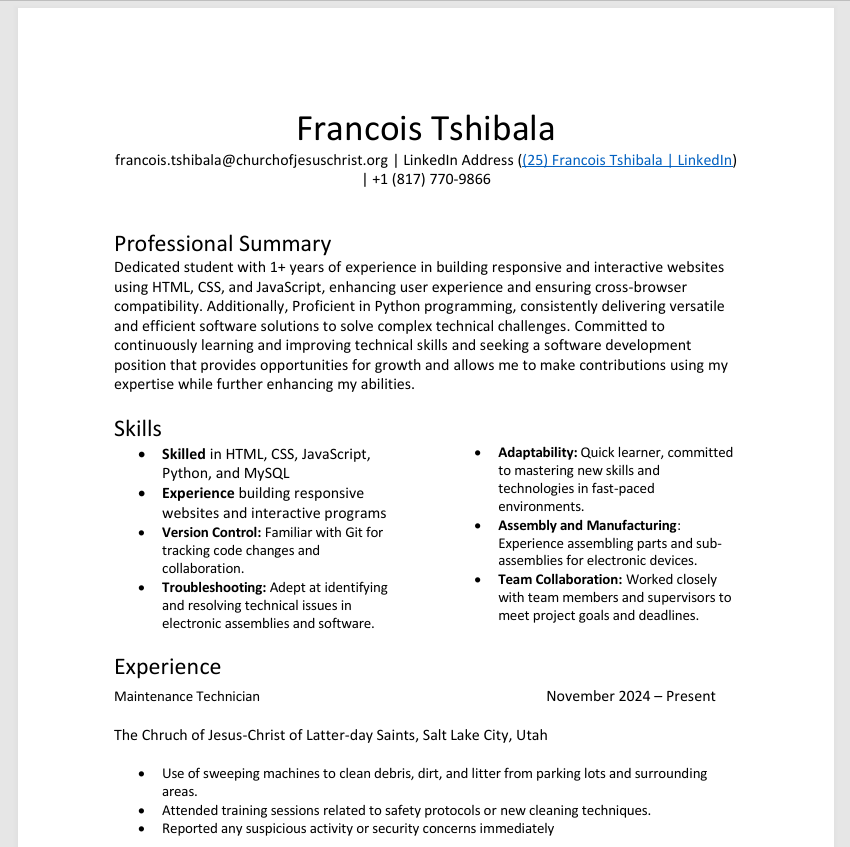 Francois Tshibala
francois.tshibala@churchofjesuschrist.org | LinkedIn Address ((25) Francois Tshibala | LinkedIn)
| +1 (817) 770-9866
Professional Summary
Dedicated student with 1+ years of experience in building responsive and interactive websites
using HTML, CSS, and JavaScript, enhancing user experience and ensuring cross-browser
compatibility. Additionally, Proficient in Python programming, consistently delivering versatile
and efficient software solutions to solve complex technical challenges. Committed to
continuously learning and improving technical skills and seeking a software development
position that provides opportunities for growth and allows me to make contributions using my
expertise while further enhancing my abilities.
Skills
• Skilled in HTML, CSS, JavaScript,
Python, and MySQL
• Experience building responsive
websites and interactive programs
• Version Control: Familiar with Git for
tracking code changes and
collaboration.
• Troubleshooting: Adept at identifying
and resolving technical issues in
electronic assemblies and software.
• Adaptability: Quick learner, committed
to mastering new skills and
technologies in fast-paced
environments.
• Assembly and Manufacturing:
Experience assembling parts and sub-
assemblies for electronic devices.
• Team Collaboration: Worked closely
with team members and supervisors to
meet project goals and deadlines.
Experience
Maintenance Technician November 2024 – Present
The Chruch of Jesus-Christ of Latter-day Saints, Salt Lake City, Utah
• Use of sweeping machines to clean debris, dirt, and litter from parking lots and surrounding
areas.
• Attended training sessions related to safety protocols or new cleaning techniques.
• Reported any suspicious activity or security concerns immediately